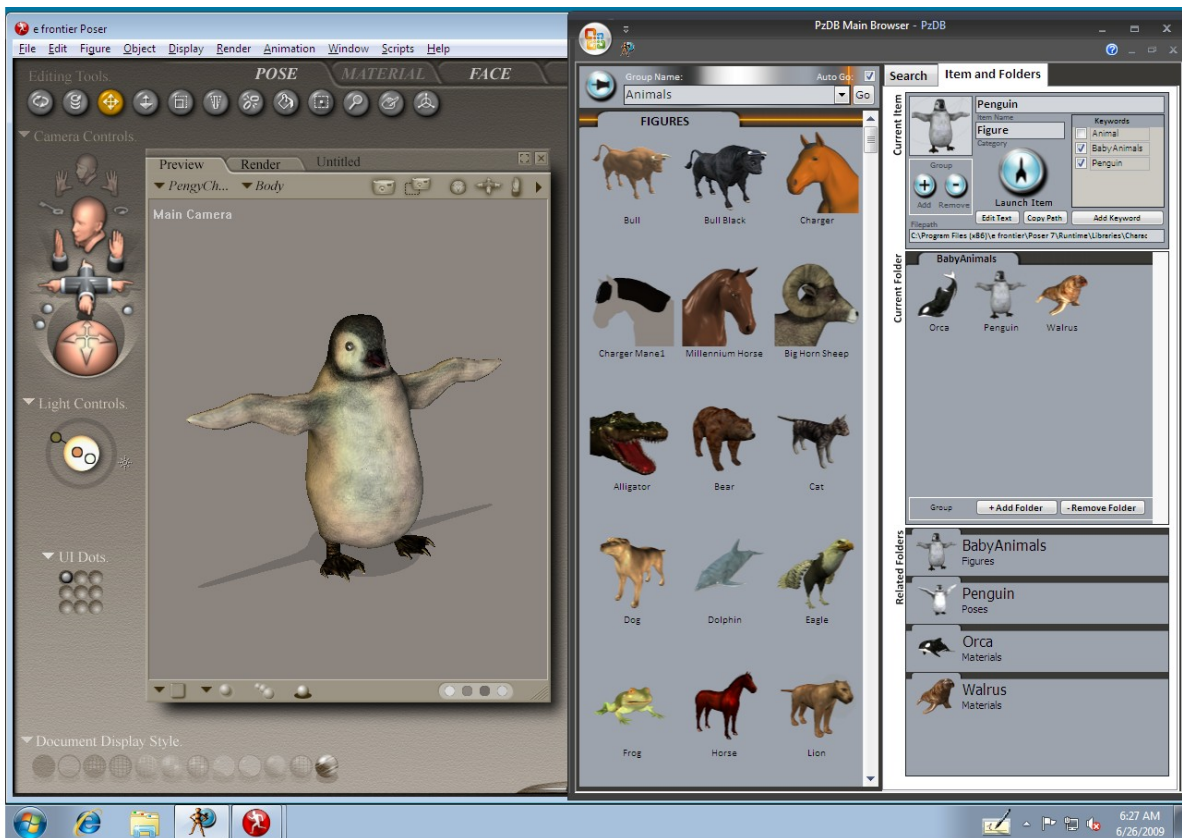 e frontier Poser
File Edit Figure Object Display Render Animation Window Scripts Help
Editing Tools.
POSE MATERIAL FACE
Camera Controls.
Preview Render Untitled
PengyCh... Body
Main Camera
Light Controls.
UI Dots.
Document Display Style.
PzDB Main Browser - PzDB
Group Name: Auto Go:
Animals Go
FIGURES
Bull Bull Black Charger
Charger Mane1 Millennium Horse Big Horn Sheep
Alligator Bear Cat
Dog Dolphin Eagle
Frog Horse Lion
Search Item and Folders
Current Item
Penguin
Item Name
Figure
Category
Keywords
Animal
BabyAnimals
Penguin
Group
Add Remove
Launch Item
Edit Text Copy Path Add Keyword
Filepath
C:\Program Files (x86)\e frontier\Poser 7\Runtime\Libraries\Charac
Current Folder
BabyAnimals
Orca Penguin Walrus
Group +Add Folder -Remove Folder
Related Folders
BabyAnimals
Figures
Penguin
Poses
Orca
Materials
Walrus
Materials
6:27 AM
6/26/2009